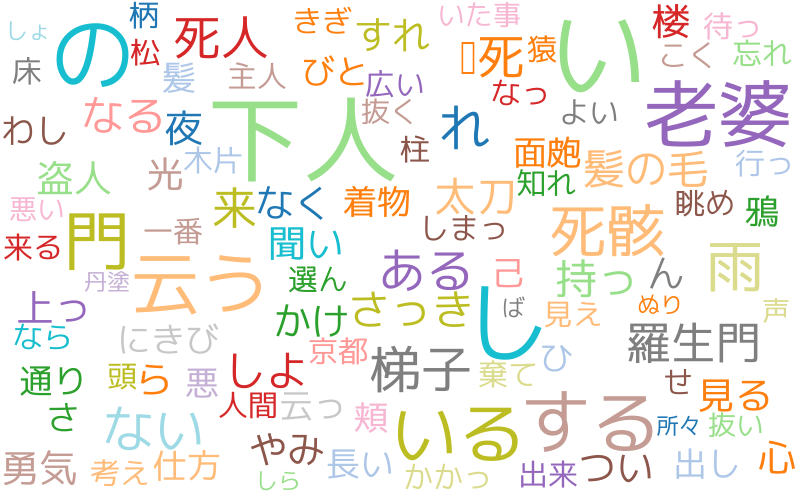 しょ
柄
の
死人
きぎ
すれ
いた事
い
楼
待っ
松
床
髪
主人
びと
広い
死
猿
こく
忘れ
わし
なる
夜
下人
抜く
れ
なっ
よい
老婆
木片
柱
面皰
髪の毛
行っ
盗人
光
来
なく
着物
太刀
知れ
眺め
鴉
悪い
来る
門
一番
聞い
しまっ
死骸
丹塗
云う
選ん
ある
己
持っ
ん
雨
上っ
かけ
さっき
し
ば
見え
ぬり
声
なら
にきび
京都
梯子
ひ
羅生門
通り
頭
ら
悪
しょ
棄て
せ
見る
さ
ない
人間
云っ
頬
いる
する
所々
抜い
勇気
考え
仕方
やみ
長い
かかっ
出来
つい
出し
心
しら